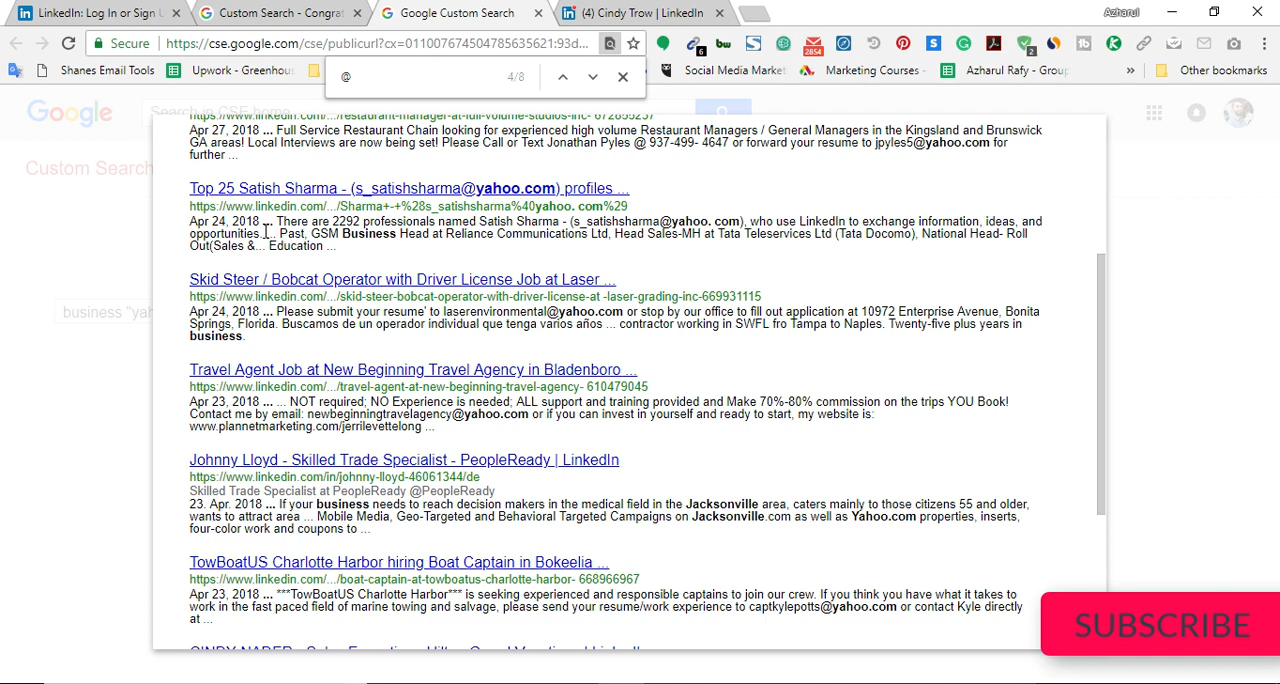 LinkedIn: Log In or Sign U
Custom Search - Congrat
Google Custom Search
(4) Cindy Trow | LinkedIn
Azharul
Secure | https://cse.google.com/cse/publicurl?cx=011007674504785635621:93d...
6
2854
2
Shanes Email Tools
Upwork - Greenhous
@
4/8
Social Media Market
Marketing Courses -
Azharul Rafy - Group
»
Other bookmarks
Google
Search in CSE home
Custom Search
business "yah
https://www.linkedin.com/.../restaurant-manager-at-full-volume-studios-inc- 672855237
Apr 27, 2018 ... Full Service Restaurant Chain looking for experienced high volume Restaurant Managers / General Managers in the Kingsland and Brunswick
GA areas! Local Interviews are now being set! Please Call or Text Jonathan Pyles @ 937-499- 4647 or forward your resume to jpyles5@yahoo.com for
further ...
Top 25 Satish Sharma - (s_satishsharma@yahoo.com) profiles ...
https://www.linkedin.com/.../Sharma+-+%28s_satishsharma%40yahoo. com%29
Apr 24, 2018 ... There are 2292 professionals named Satish Sharma - (s_satishsharma@yahoo. com), who use LinkedIn to exchange information, ideas, and
opportunities. ... Past, GSM Business Head at Reliance Communications Ltd, Head Sales-MH at Tata Teleservices Ltd (Tata Docomo), National Head- Roll
Out(Sales &... Education ...
Skid Steer / Bobcat Operator with Driver License Job at Laser ...
https://www.linkedin.com/.../skid-steer-bobcat-operator-with-driver-license-at -laser-grading-inc-669931115
Apr 24, 2018 ... Please submit your resume' to laserenvironmental@yahoo.com or stop by our office to fill out application at 10972 Enterprise Avenue, Bonita
Springs, Florida. Buscamos de un operador individual que tenga varios años ... contractor working in SWFL fro Tampa to Naples. Twenty-five plus years in
business.
Travel Agent Job at New Beginning Travel Agency in Bladenboro ...
https://www.linkedin.com/.../travel-agent-at-new-beginning-travel-agency- 610479045
Apr 23, 2018 ... ... NOT required; NO Experience is needed; ALL support and training provided and Make 70%-80% commission on the trips YOU Book!
Contact me by email: newbeginningtravelagency@yahoo.com or if you can invest in yourself and ready to start, my website is:
www.plannetmarketing.com/jerrilevettelong ...
Johnny Lloyd - Skilled Trade Specialist - PeopleReady | LinkedIn
https://www.linkedin.com/in/johnny-lloyd-46061344/de
Skilled Trade Specialist at PeopleReady @PeopleReady
23. Apr. 2018 ... If your business needs to reach decision makers in the medical field in the Jacksonville area, caters mainly to those citizens 55 and older,
wants to attract area ... Mobile Media, Geo-Targeted and Behavioral Targeted Campaigns on Jacksonville.com as well as Yahoo.com properties, inserts,
four-color work and coupons to ...
TowBoatUS Charlotte Harbor hiring Boat Captain in Bokeelia ...
https://www.linkedin.com/.../boat-captain-at-towboatus-charlotte-harbor- 668966967
Apr 23, 2018 ... ***TowBoatUS Charlotte Harbor*** is seeking experienced and responsible captains to join our crew. If you think you have what it takes to
work in the fast paced field of marine towing and salvage, please send your resume/work experience to captkylepotts@yahoo.com or contact Kyle directly
at ...
SUBSCRIBE